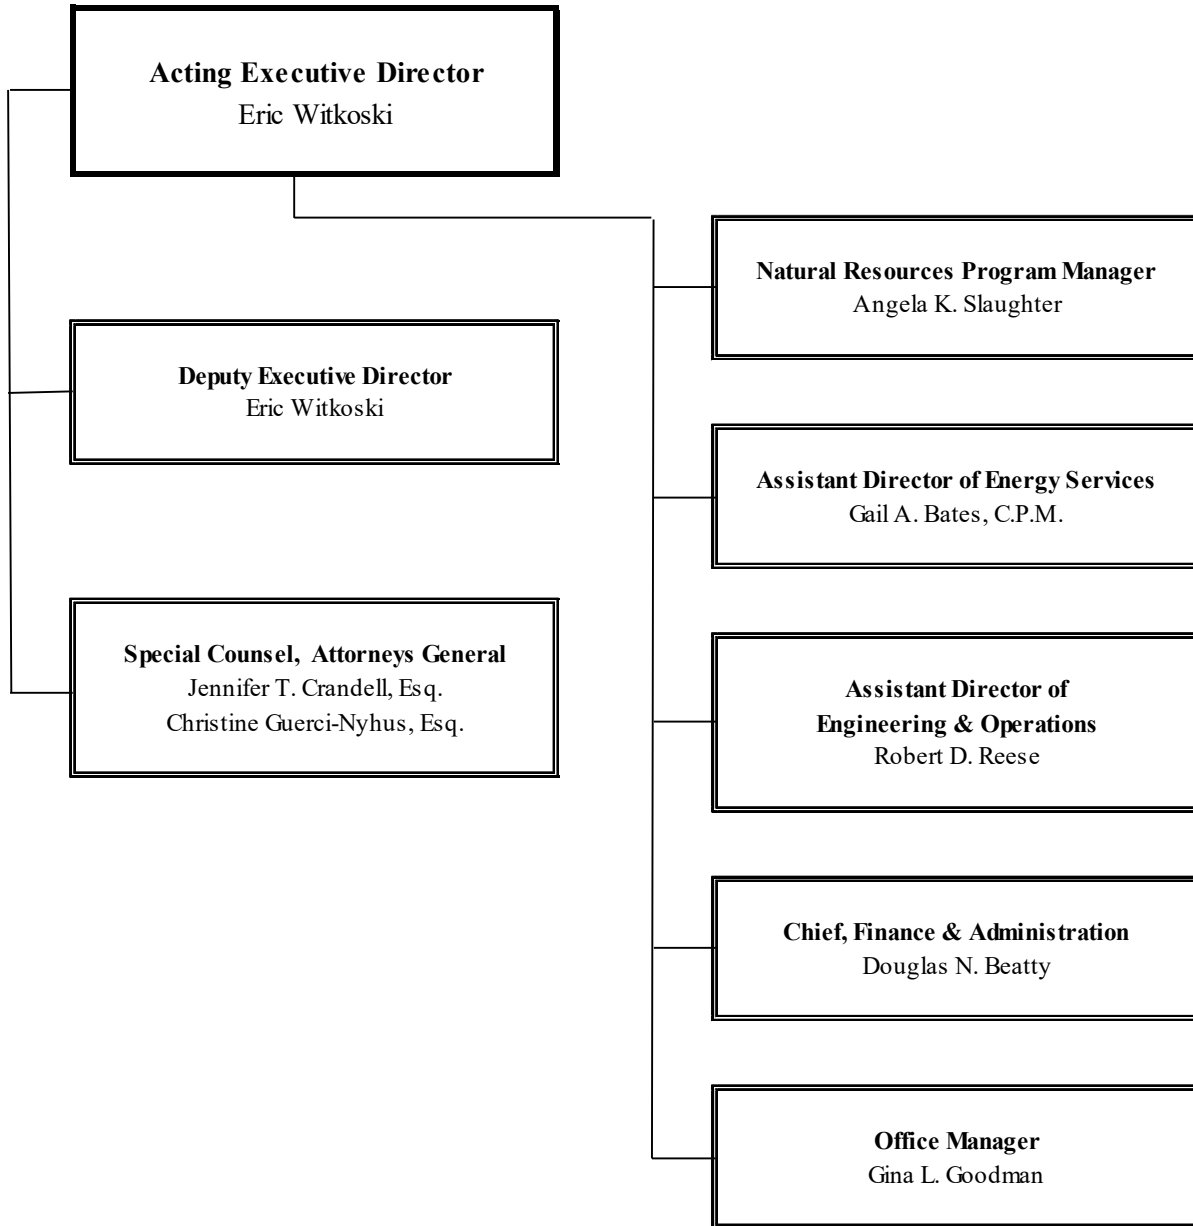 Acting Executive Director
Eric Witkoski
Deputy Executive Director
Eric Witkoski
Special Counsel, Attorneys General
Jennifer T. Crandell, Esq.
Christine Guerci-Nyhus, Esq.
Natural Resources Program Manager
Angela K. Slaughter
Assistant Director of Energy Services
Gail A. Bates, C.P.M.
Assistant Director of
Engineering & Operations
Robert D. Reese
Chief, Finance & Administration
Douglas N. Beatty
Office Manager
Gina L. Goodman